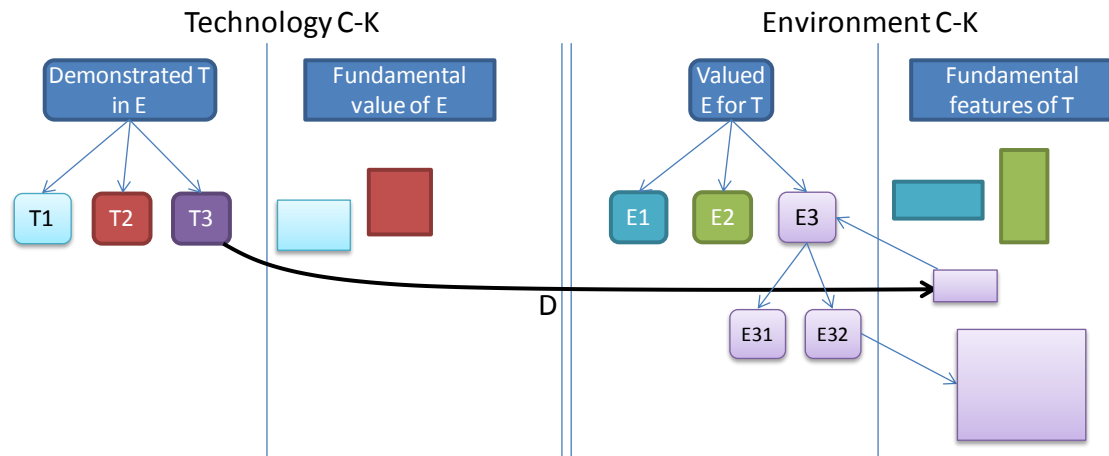 Technology C-K
Environment C-K
Demonstrated T
in E
Fundamental
value of E
Valued
E for T
Fundamental
features of T
T1
T2
T3
E1
E2
E3
D
E31
E32